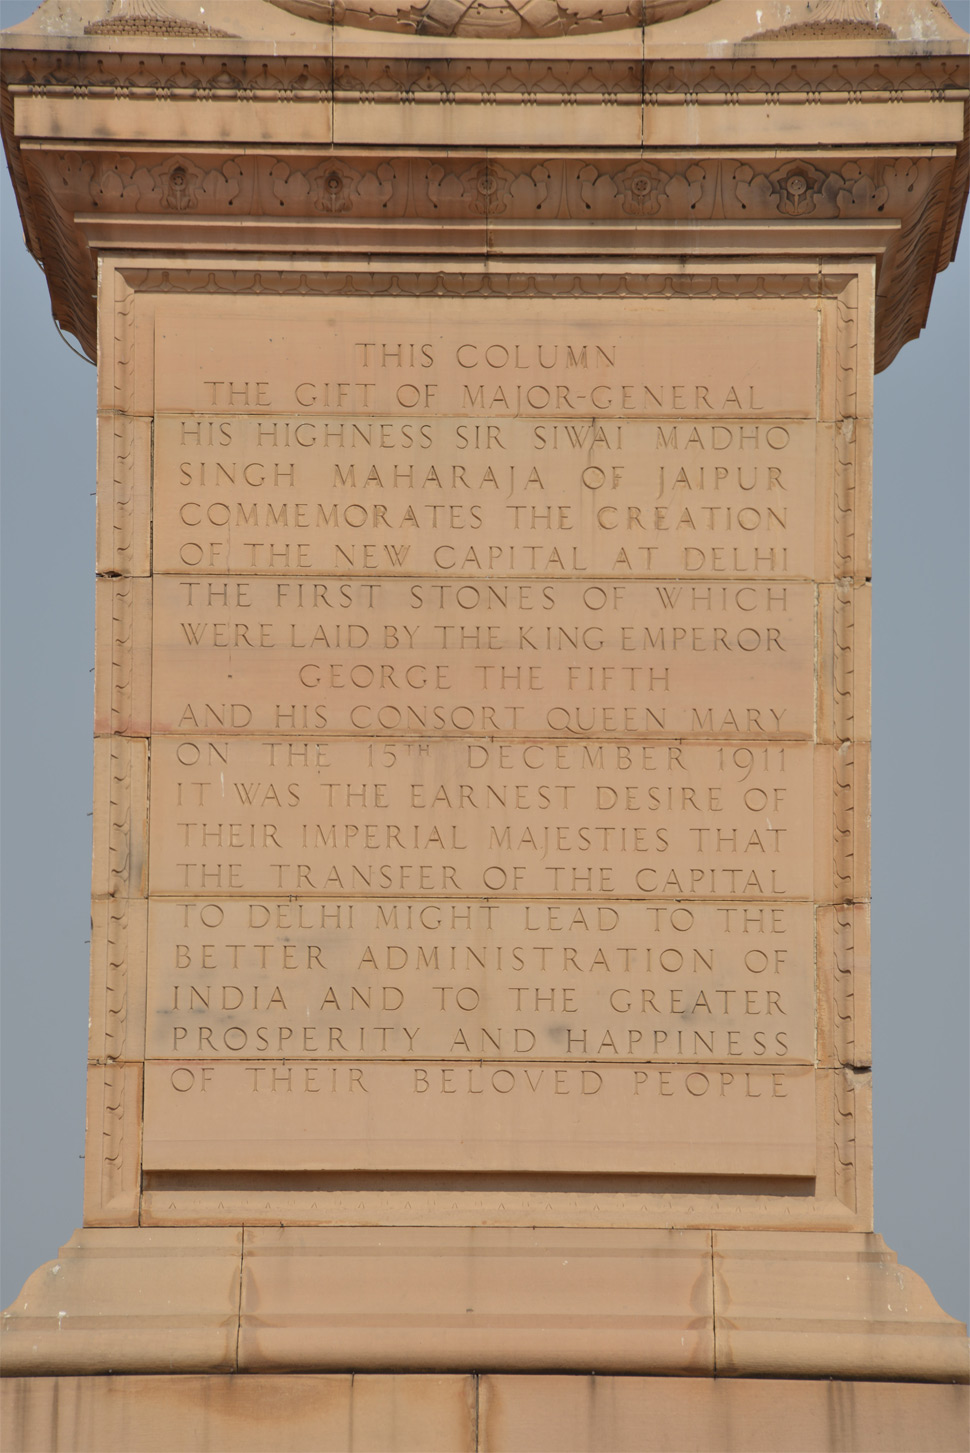 THIS COLUMN
THE GIFT OF MAJOR-GENERAL
HIS HIGHNESS SIR SIWAI MADHO
SINGH MAHARAJA OF JAIPUR
COMMEMORATES THE CREATION
OF THE NEW CAPITAL AT DELHI
THE FIRST STONES OF WHICH
WERE LAID BY THE KING EMPEROR
GEORGE THE FIFTH
AND HIS CONSORT QUEEN MARY
ON THE 15TH DECEMBER 1911
IT WAS THE EARNEST DESIRE OF
THEIR IMPERIAL MAJESTIES THAT
THE TRANSFER OF THE CAPITAL
TO DELHI MIGHT LEAD TO THE
BETTER ADMINISTRATION OF
INDIA AND TO THE GREATER
PROSPERITY AND HAPPINESS
OF THEIR BELOVED PEOPLE